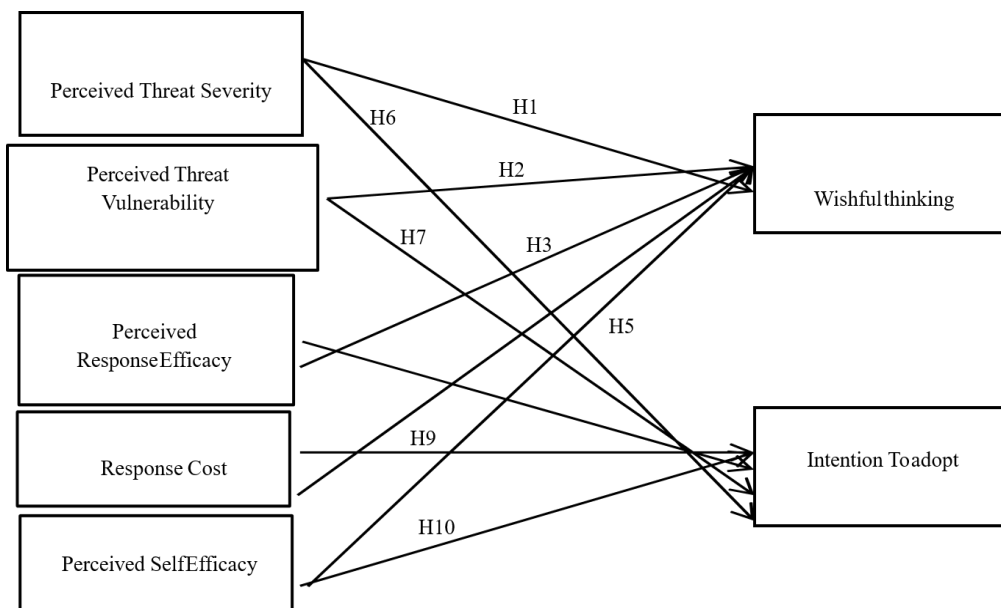 Perceived Threat Severity
H6
H1
Perceived Threat
Vulnerability
H2
Wishfulthinking
H7
H3
Perceived
ResponseEfficacy
H5
Response Cost
H9
Intention Toadopt
H10
Perceived SelfEfficacy